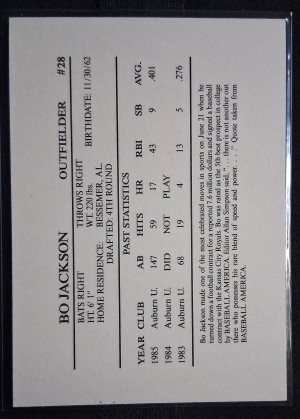 BO JACKSON OUTFIELDER #28
BATS RIGHT THROWS RIGHT
HT. 6' 1" WT. 220 lbs. BIRTHDATE: 11/30/62
HOME RESIDENCE: BESSEMER, AL.
DRAFTED: 4TH ROUND
PAST STATISTICS
YEAR CLUB AB HITS HR RBI SB AVG.
1985 Auburn U. 147 59 17 43 9 .401
1984 Auburn U. DID NOT PLAY
1983 Auburn U. 68 19 4 13 5 .276
Bo Jackson made one of the most celebrated moves in sports on June 21 when he
turned down a football contract for a reported 7.6 million dollars and signed a baseball
contract with the Kansas City Royals. Bo was rated as the 5th best prospect in college
by BASEBALL AMERICA. Editor Allan Simpson said, ". . . there is not another out
there who possesses his rare blend of speed and power. . . ." Quote taken from
BASEBALL AMERICA.